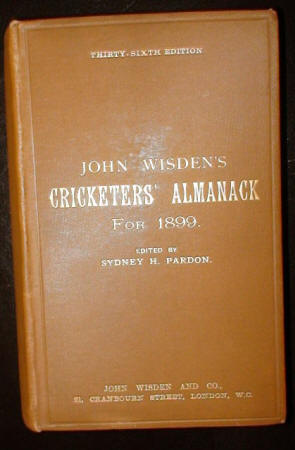 THIRTY-SIXTH EDITION
JOHN WISDEN'S
CRICKETERS' ALMANACK
FOR 1899.
EDITED BY
SYDNEY H. PARDON.
JOHN WISDEN AND CO.,
21, CRANBOURN STREET, LONDON, W.C.